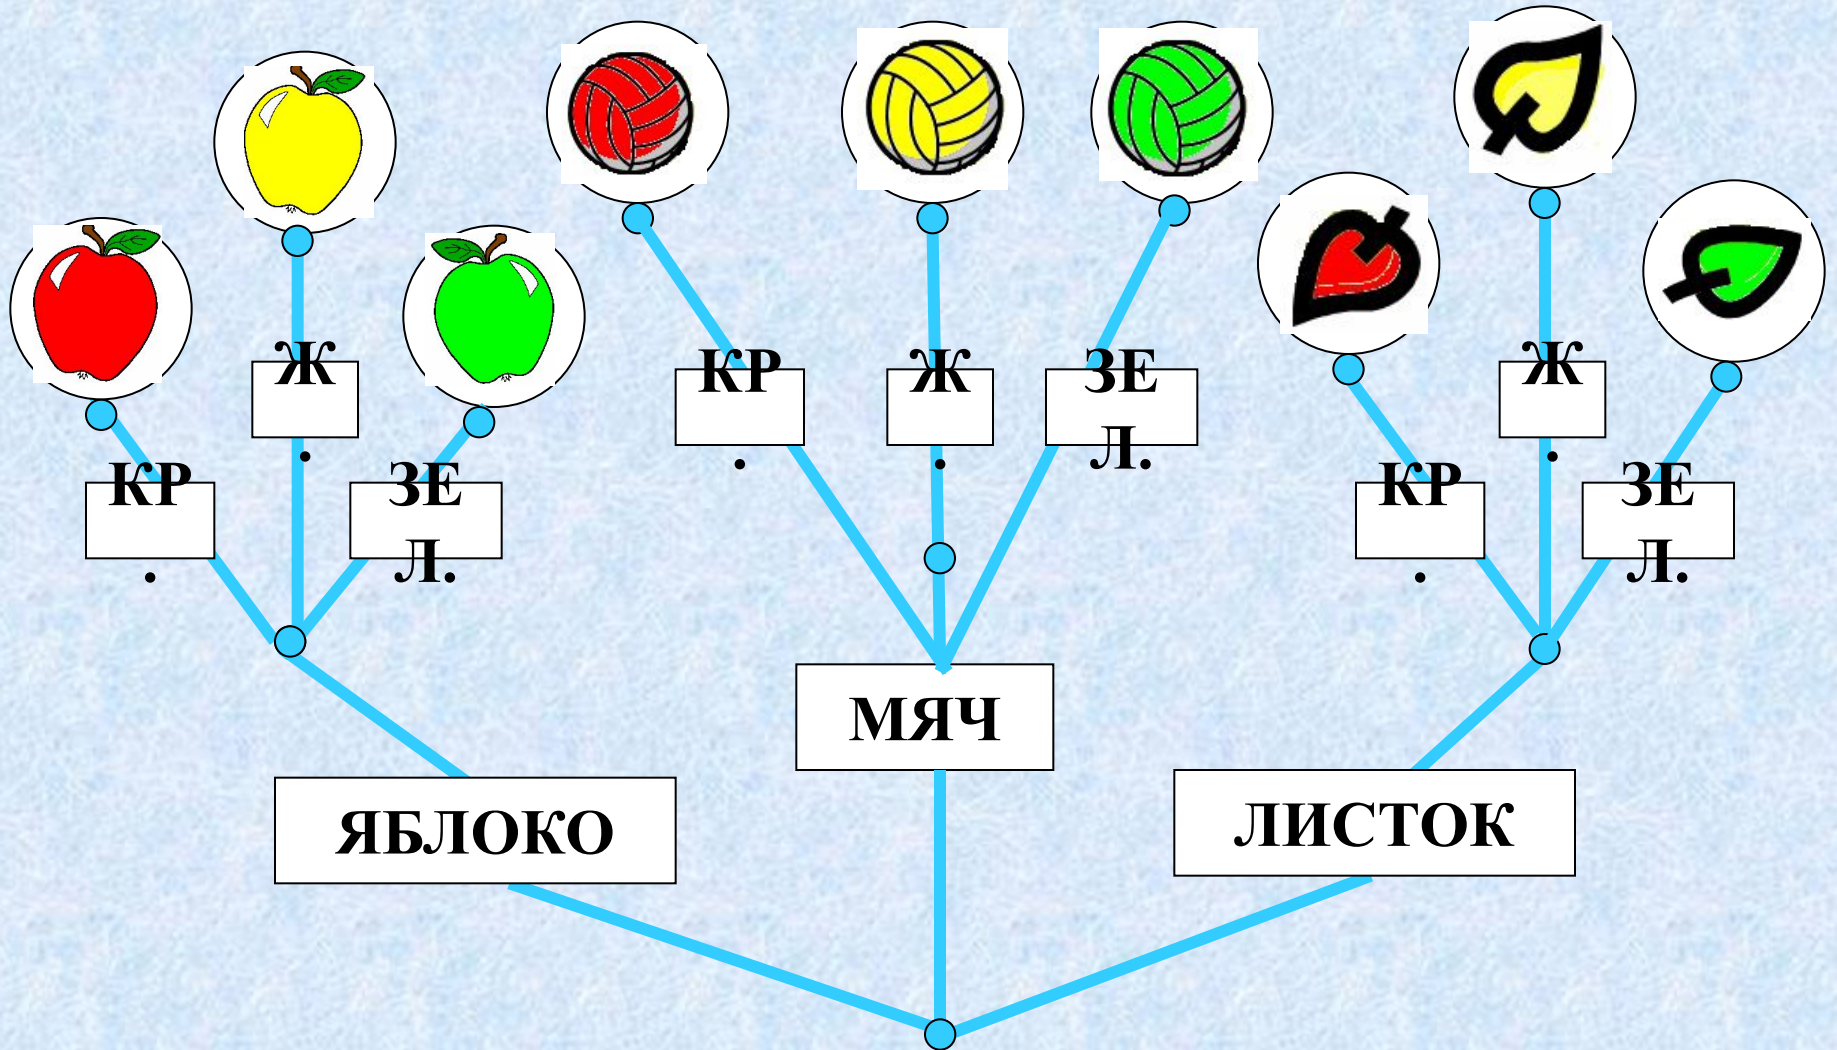 Ж
.
КР
.
ЗЕ
Л.
КР
.
Ж
.
ЗЕ
Л.
Ж
.
КР
.
ЗЕ
Л.
МЯЧ
ЯБЛОКО
ЛИСТОК